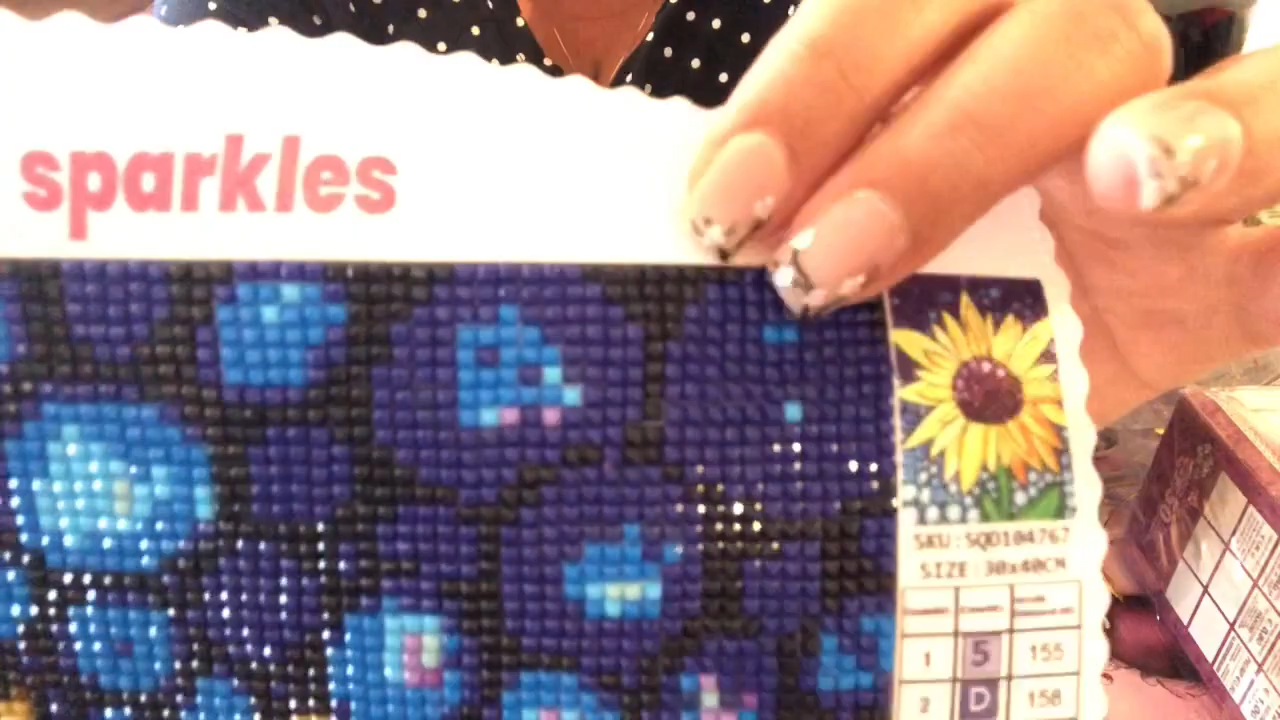 sparkles
SKU:SQD104767
SIZE:30x40CM
1 5 155
2 D 158